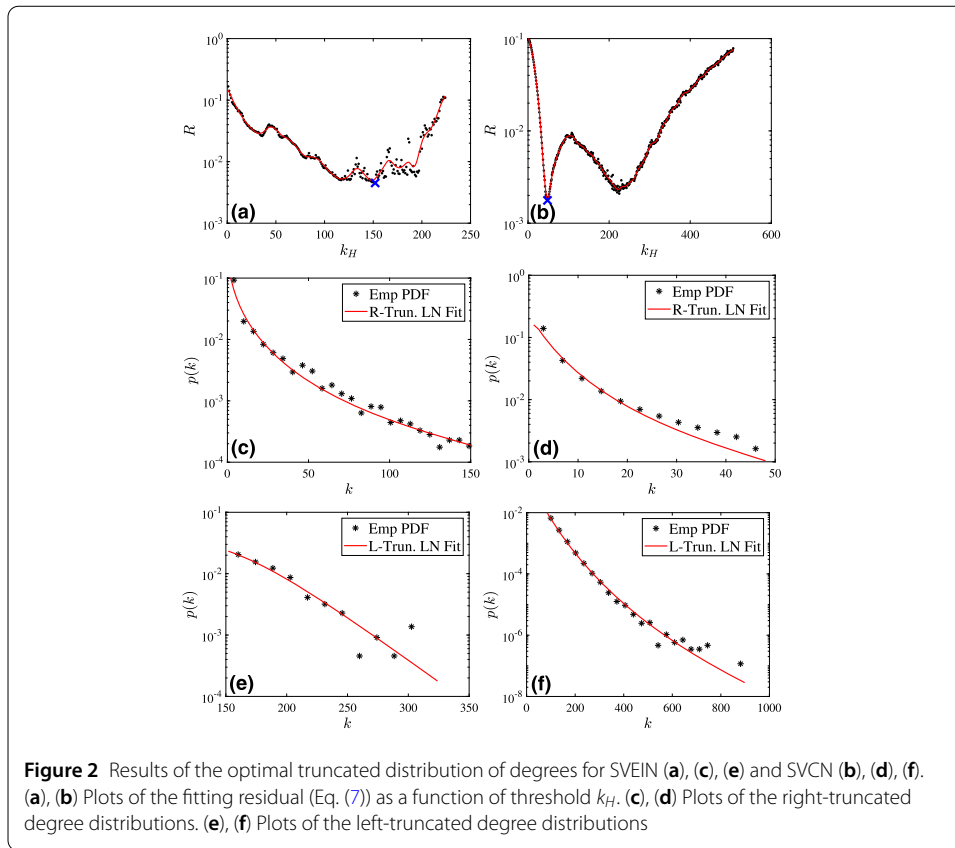 10^0
10^-1
10^-2
10^-3
R
(a)
0 50 100 150 200 250
k_H
10^-1
10^-2
10^-3
R
(b)
0 200 400 600
k_H
10^-1
10^-2
10^-3
10^-4
p(k)
Emp PDF
R-Trun. LN Fit
(c)
0 50 100 150
k
10^0
10^-1
10^-2
10^-3
p(k)
Emp PDF
R-Trun. LN Fit
(d)
0 10 20 30 40 50
k
10^-1
10^-2
10^-3
10^-4
p(k)
Emp PDF
L-Trun. LN Fit
(e)
150 200 250 300 350
k
10^-2
10^-4
10^-6
10^-8
p(k)
Emp PDF
L-Trun. LN Fit
(f)
0 200 400 600 800 1000
k
Figure 2 Results of the optimal truncated distribution of degrees for SVEIN (a), (c), (e) and SVCN (b), (d), (f).
(a), (b) Plots of the fitting residual (Eq. (7)) as a function of threshold k_H. (c), (d) Plots of the right-truncated
degree distributions. (e), (f) Plots of the left-truncated degree distributions